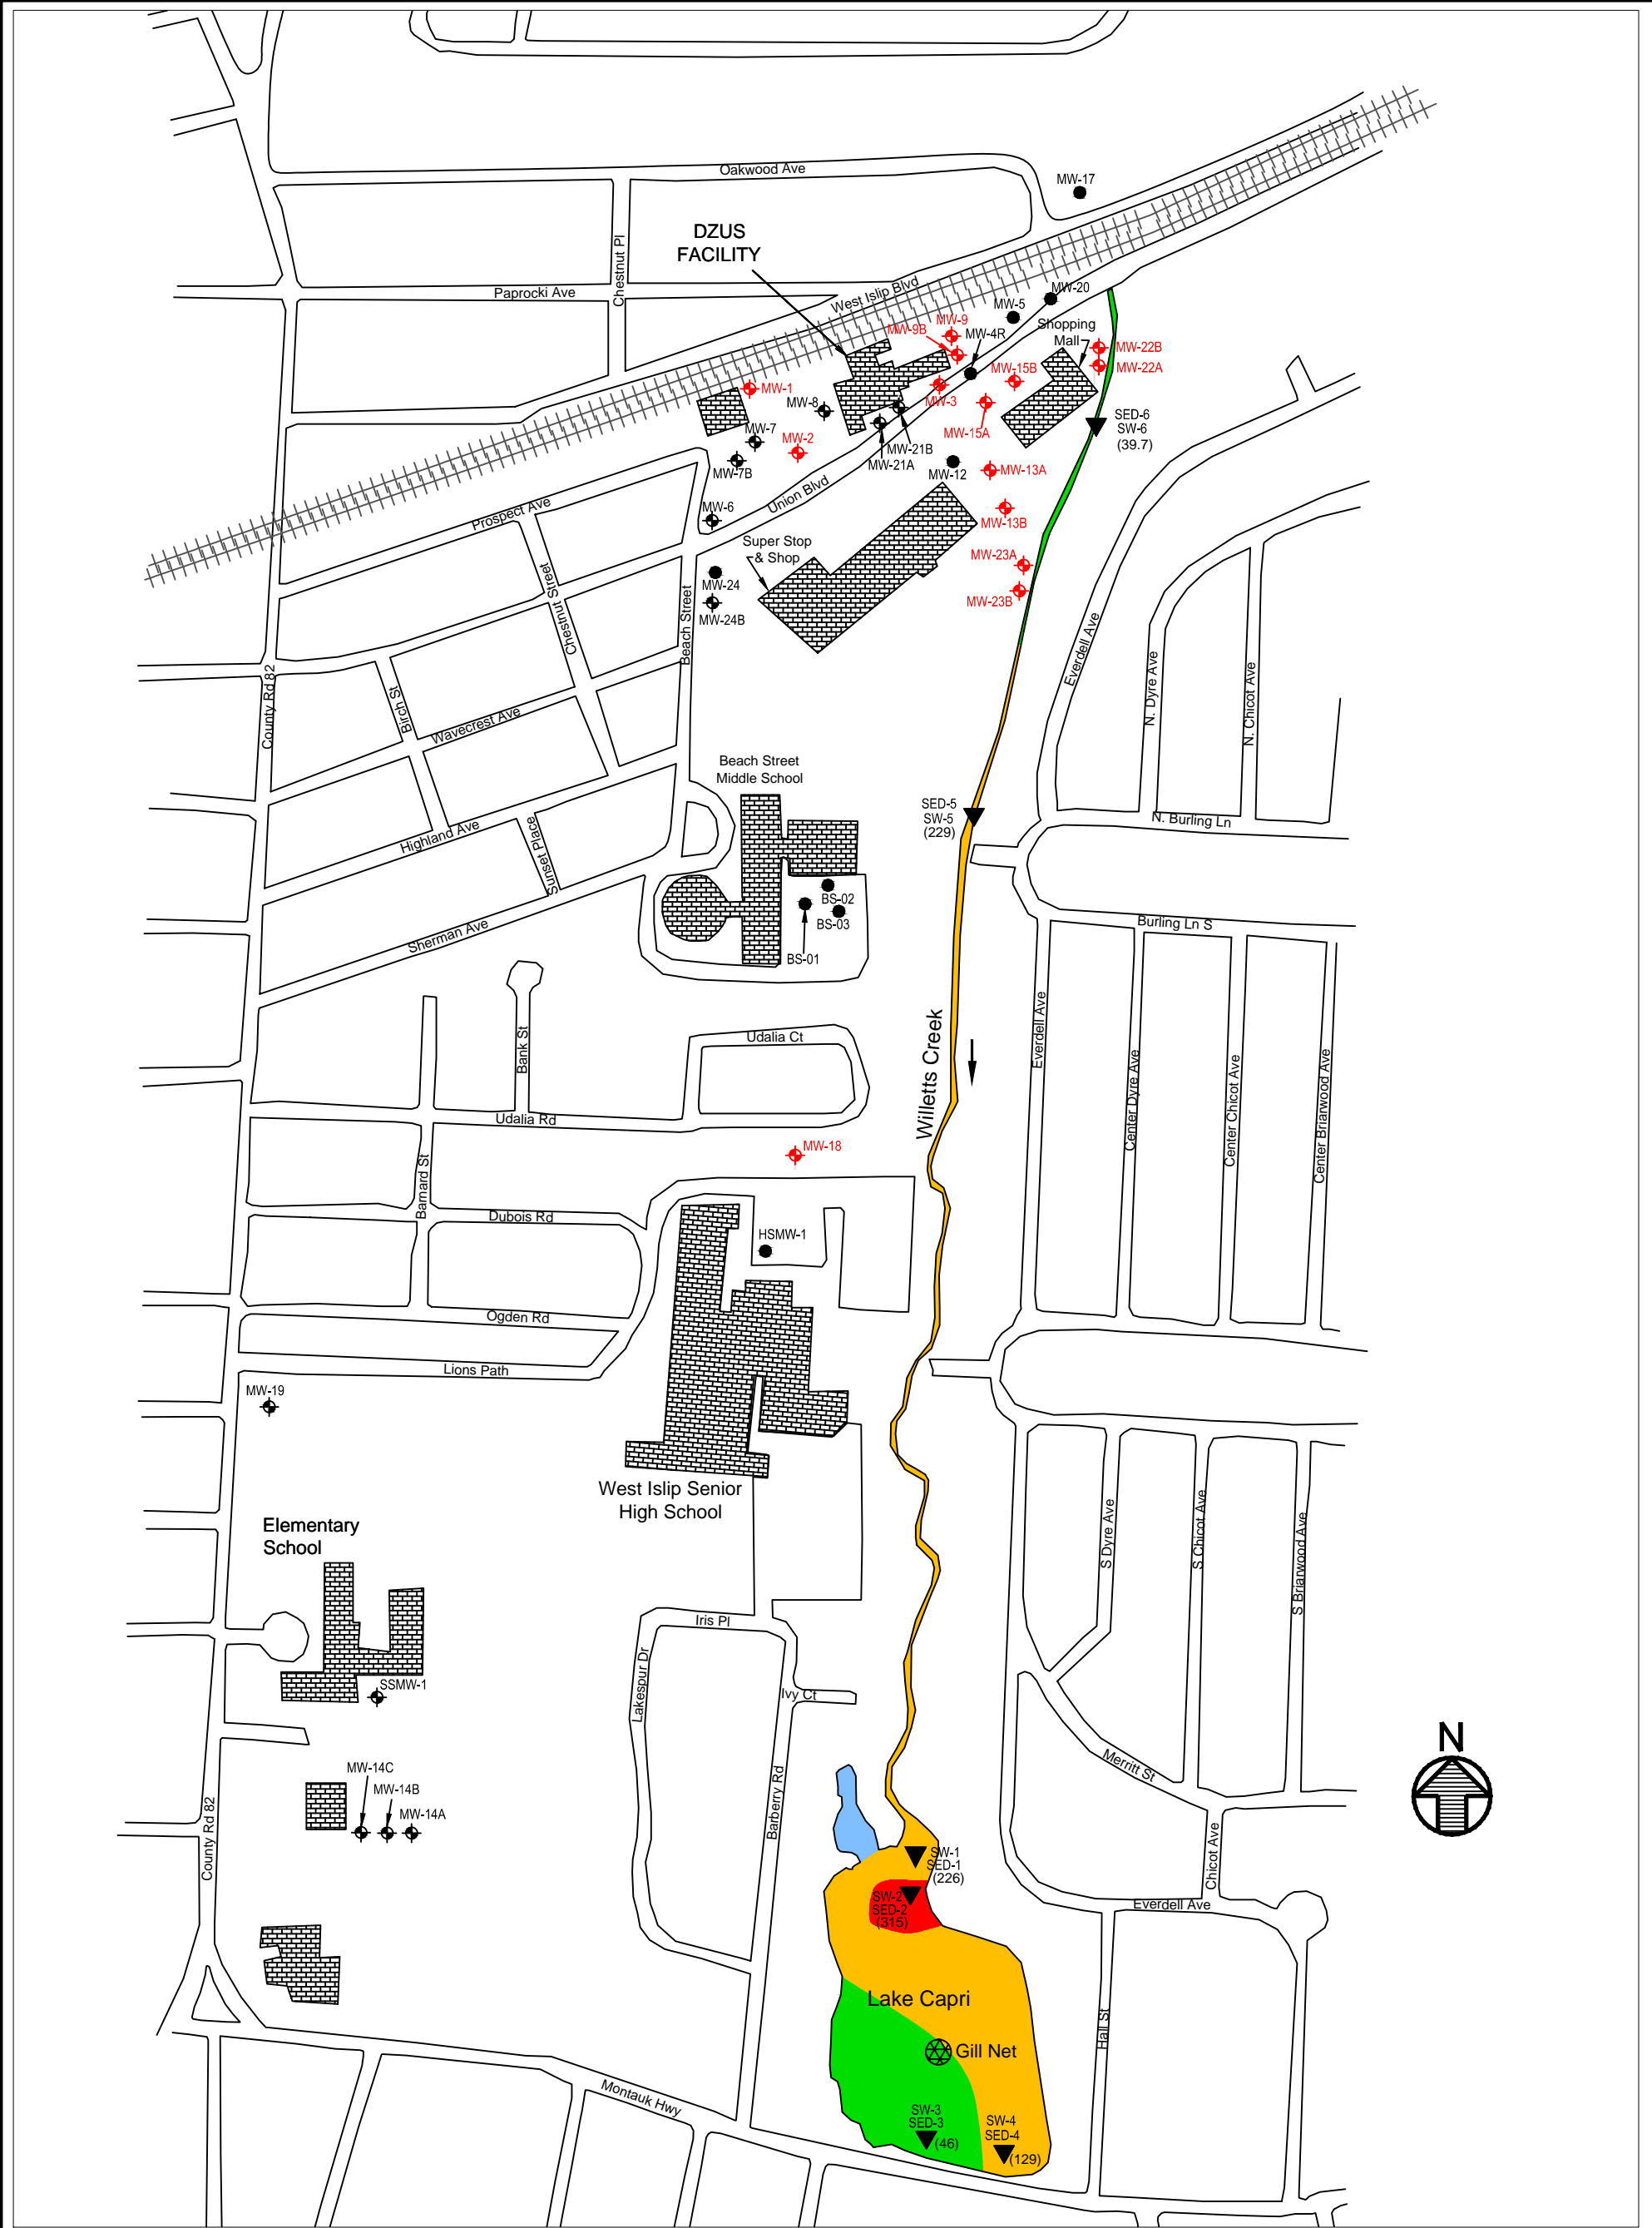 Oakwood Ave
MW-17
DZUS
FACILITY
Chestnut Pl
Paprocki Ave
West Islip Blvd
MW-20
MW-5
MW-9
MW-9B
MW-4R
Shopping
Mall
MW-22B
MW-22A
MW-15B
MW-1
MW-8
MW-3
MW-15A
SED-6
SW-6
(39.7)
MW-7
MW-2
MW-21B
MW-21A
MW-7B
MW-12
MW-13A
Union Blvd
MW-6
Prospect Ave
MW-13B
Super Stop
& Shop
MW-23A
MW-24
MW-23B
MW-24B
Chestnut Street
Beach Street
Everdell Ave
N. Dyre Ave
N. Chicot Ave
County Rd 82
Birch St
Wavecrest Ave
Beach Street
Middle School
SED-5
SW-5
(229)
N. Burling Ln
Highland Ave
Sunset Place
BS-02
BS-03
Burling Ln S
Sherman Ave
BS-01
Willetts Creek
Everdell Ave
Bank St
Udalia Ct
Center Dyre Ave
Center Chicot Ave
Center Briarwood Ave
Udalia Rd
MW-18
Barnard St
Dubois Rd
HSMW-1
Ogden Rd
Lions Path
MW-19
West Islip Senior
High School
Elementary
School
S Dyre Ave
S Chicot Ave
S Briarwood Ave
Iris Pl
Lakespur Dr
SSMW-1
Ivy Ct
N
Merritt St
MW-14C
MW-14B
MW-14A
County Rd 82
Barberry Rd
Chicot Ave
SW-1
SED-1
(226)
SW-2
SED-2
(315)
Everdell Ave
Lake Capri
Hall St
Gill Net
Montauk Hwy
SW-3
SED-3
(46)
SW-4
SED-4
(129)